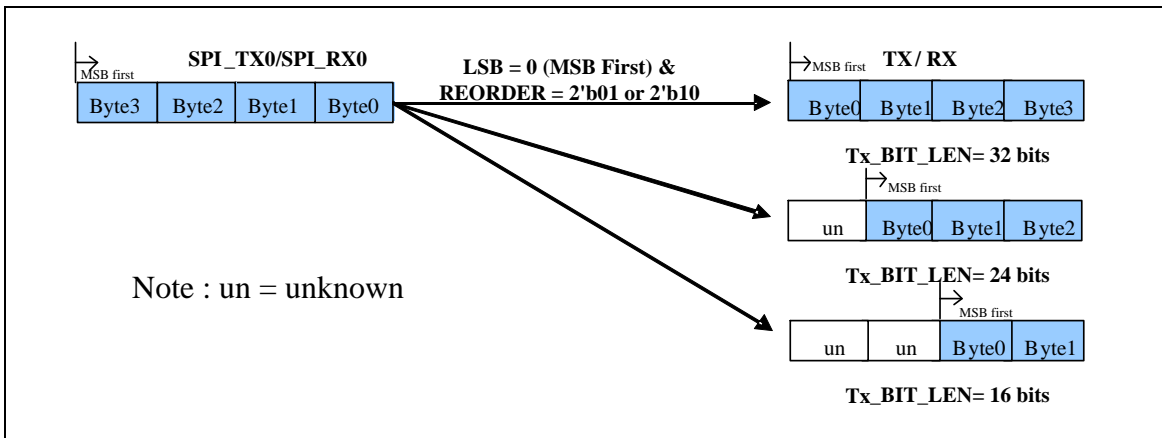 SPI_TX0/SPI_RX0
MSB first
Byte3 Byte2 Byte1 Byte0
LSB = 0 (MSB First) &
REORDER = 2'b01 or 2'b10
TX / RX
MSB first
Byte0 Byte1 Byte2 Byte3
Tx_BIT_LEN= 32 bits
MSB first
un Byte0 Byte1 Byte2
Tx_BIT_LEN= 24 bits
MSB first
un un Byte0 Byte1
Tx_BIT_LEN= 16 bits
Note : un = unknown